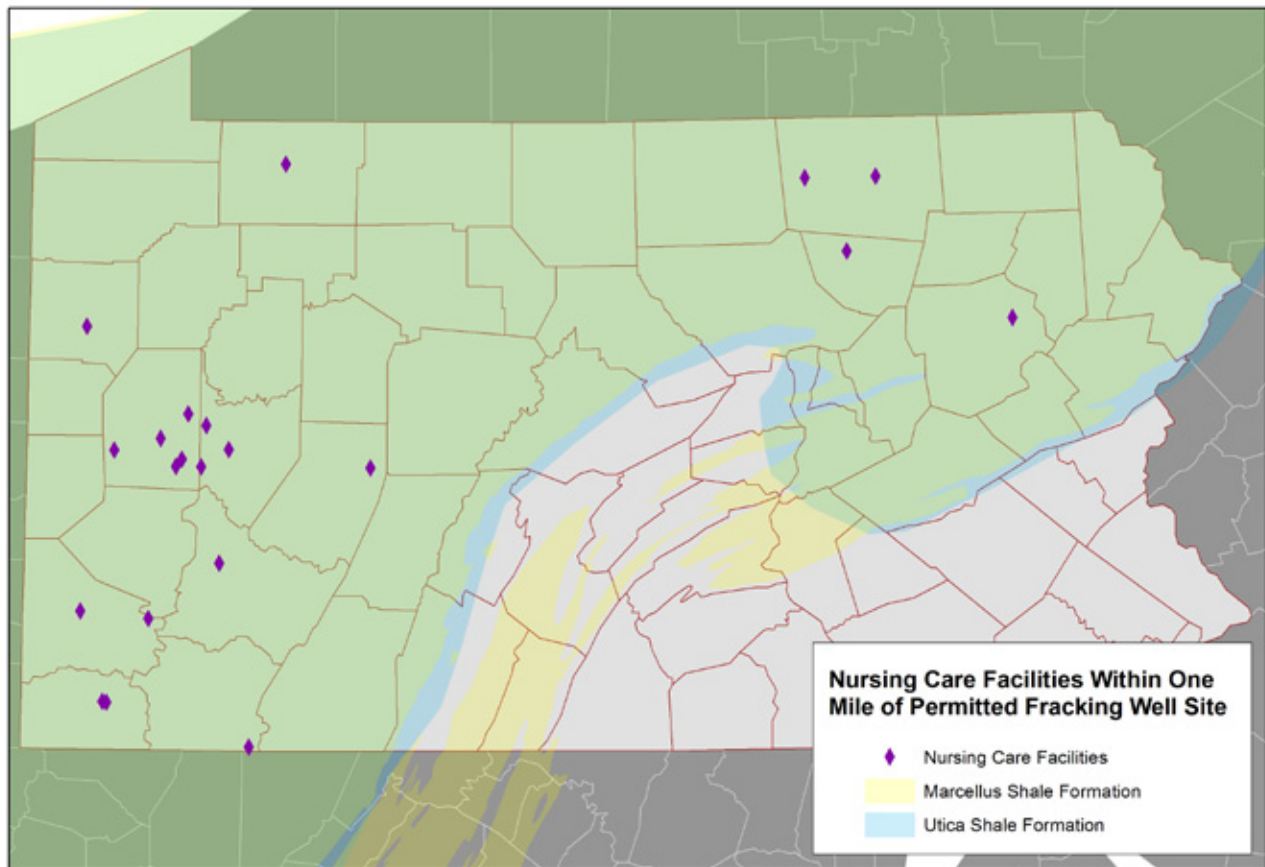 Nursing Care Facilities Within One
Mile of Permitted Fracking Well Site
Nursing Care Facilities
Marcellus Shale Formation
Utica Shale Formation